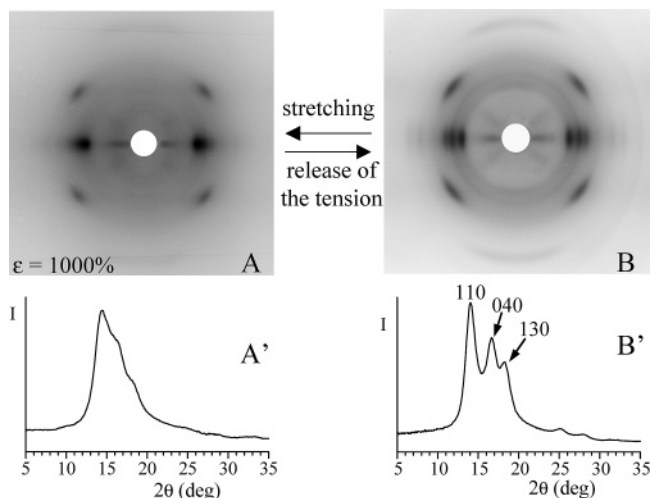 stretching
release of
the tension
ε = 1000%
A
B
I
A’
5 10 15 20 25 30 35
2θ (deg)
I
110
040
130
B’
5 10 15 20 25 30 35
2θ (deg)